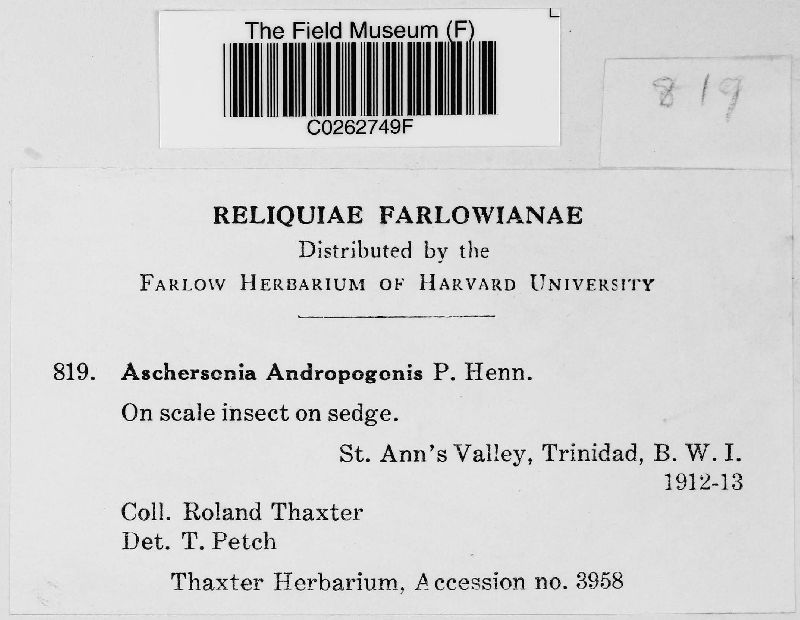 The Field Museum (F)
C0262749F
819
RELIQUIAE FARLOWIANAE
Distributed by the
FARLOW HERBARIUM OF HARVARD UNIVERSITY
819. Aschersonia Andropogonis P. Henn.
On scale insect on sedge.
St. Ann's Valley, Trinidad, B. W. I.
1912-13
Coll. Roland Thaxter
Det. T. Petch
Thaxter Herbarium, Accession no. 3958